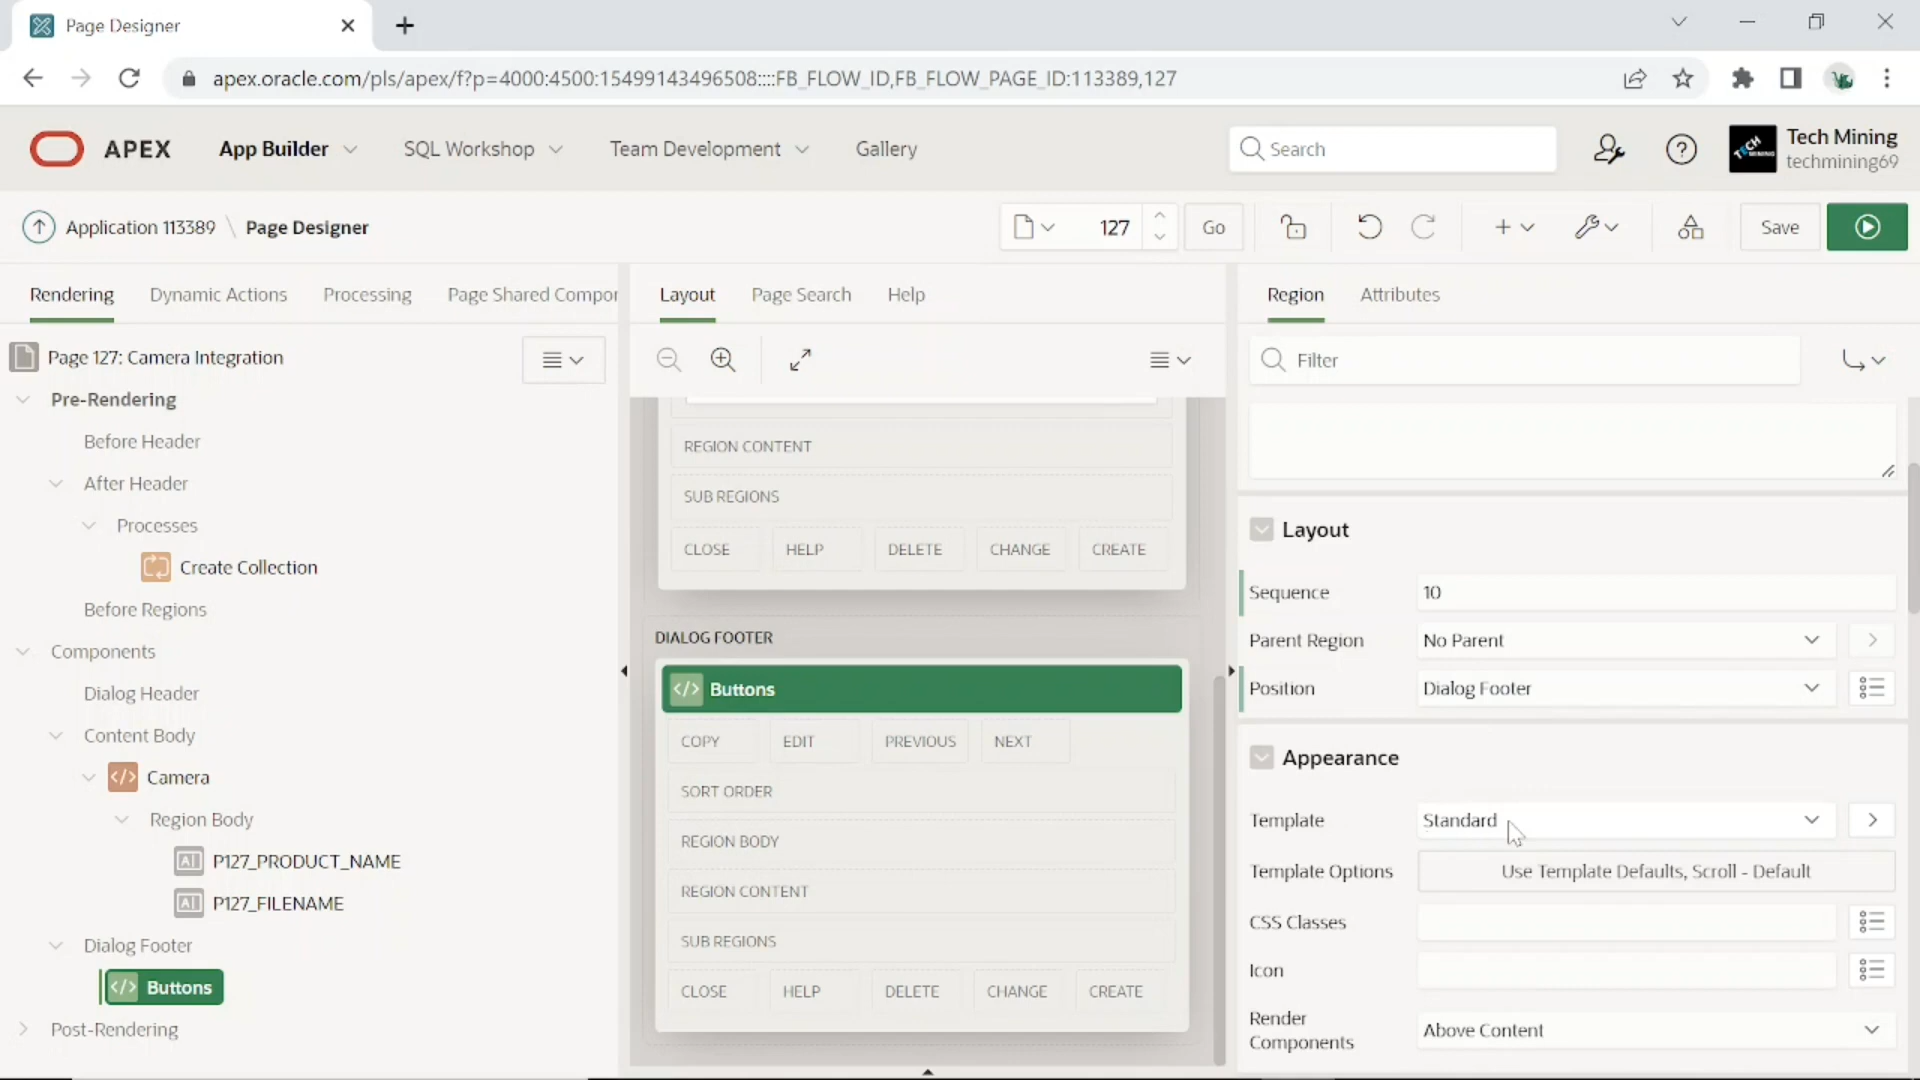 Page Designer
apex.oracle.com/pls/apex/f?p=4000:4500:15499143496508::::FB_FLOW_ID,FB_FLOW_PAGE_ID:113389,127
APEX
App Builder
SQL Workshop
Team Development
Gallery
Search
Tech Mining
techmining69
Application 113389 \ Page Designer
127
Go
Save
Rendering
Dynamic Actions
Processing
Page Shared Compor
Layout
Page Search
Help
Region
Attributes
Page 127: Camera Integration
Pre-Rendering
Before Header
After Header
Processes
Create Collection
Before Regions
Components
Dialog Header
Content Body
Camera
Region Body
P127_PRODUCT_NAME
P127_FILENAME
Dialog Footer
Buttons
Post-Rendering
REGION CONTENT
SUB REGIONS
CLOSE HELP DELETE CHANGE CREATE
DIALOG FOOTER
Buttons
COPY EDIT PREVIOUS NEXT
SORT ORDER
REGION BODY
REGION CONTENT
SUB REGIONS
CLOSE HELP DELETE CHANGE CREATE
Filter
Layout
Sequence 10
Parent Region No Parent
Position Dialog Footer
Appearance
Template Standard
Template Options Use Template Defaults, Scroll - Default
CSS Classes
Icon
Render
Components Above Content